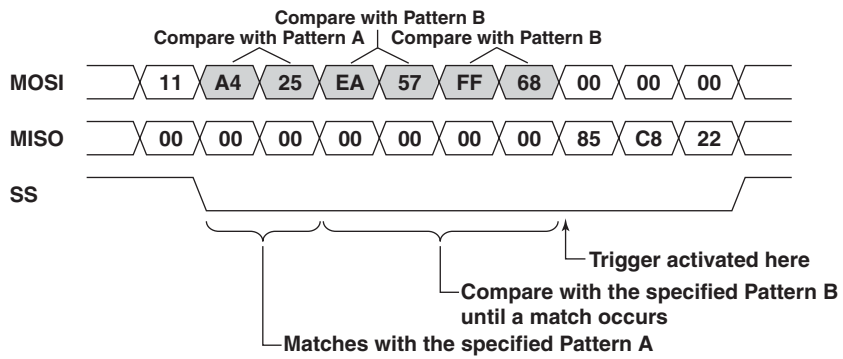 Compare with Pattern B
Compare with Pattern A Compare with Pattern B
MOSI 11 A4 25 EA 57 FF 68 00 00 00
MISO 00 00 00 00 00 00 00 85 C8 22
SS
Trigger activated here
Compare with the specified Pattern B
until a match occurs
Matches with the specified Pattern A